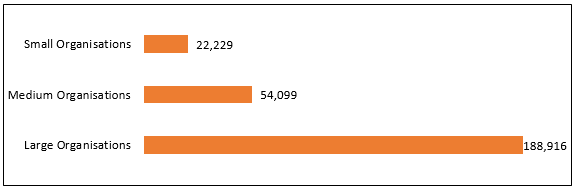 Small Organisations 22,229
Medium Organisations 54,099
Large Organisations 188,916